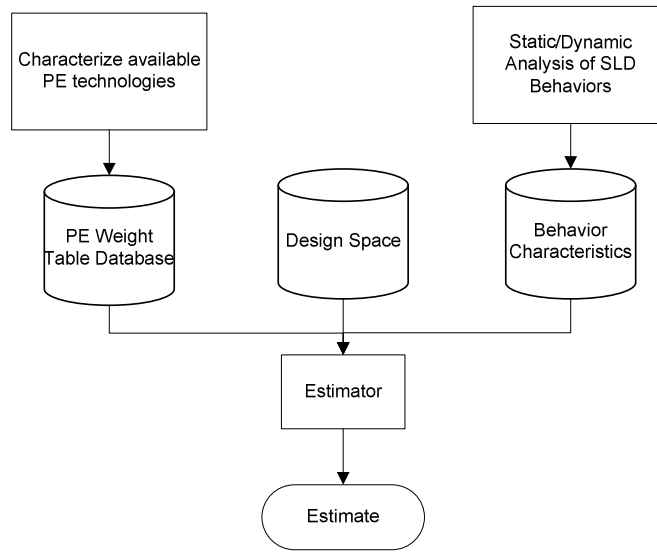 Characterize available
PE technologies
Static/Dynamic
Analysis of SLD
Behaviors
PE Weight
Table Database
Design Space
Behavior
Characteristics
Estimator
Estimate